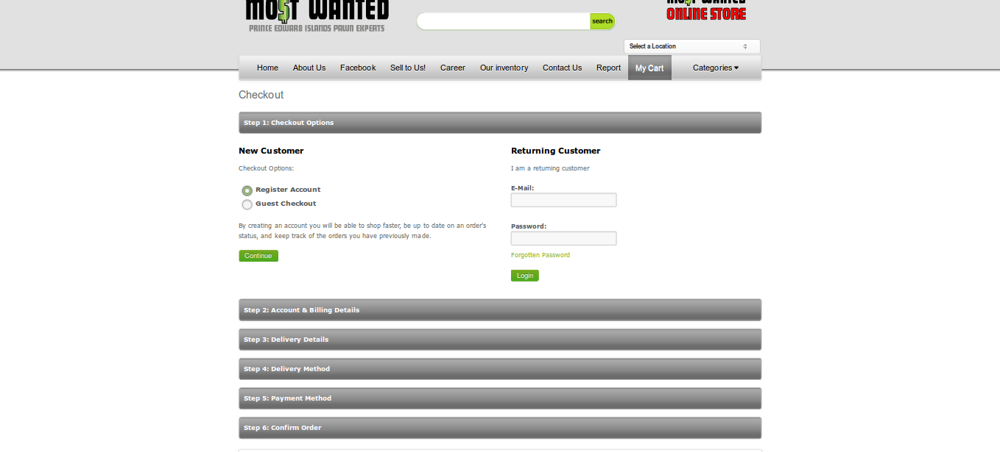 MOST WANTED
PRINCE EDWARD ISLANDS PAWN EXPERTS
search
MOST WANTED
ONLINE STORE
Select a Location
Home About Us Facebook Sell to Us! Career Our inventory Contact Us Report My Cart Categories
Checkout
Step 1: Checkout Options
New Customer
Checkout Options:
Register Account
Guest Checkout
By creating an account you will be able to shop faster, be up to date on an order's
status, and keep track of the orders you have previously made.
Continue
Returning Customer
I am a returning customer
E-Mail:
Password:
Forgotten Password
Login
Step 2: Account & Billing Details
Step 3: Delivery Details
Step 4: Delivery Method
Step 5: Payment Method
Step 6: Confirm Order